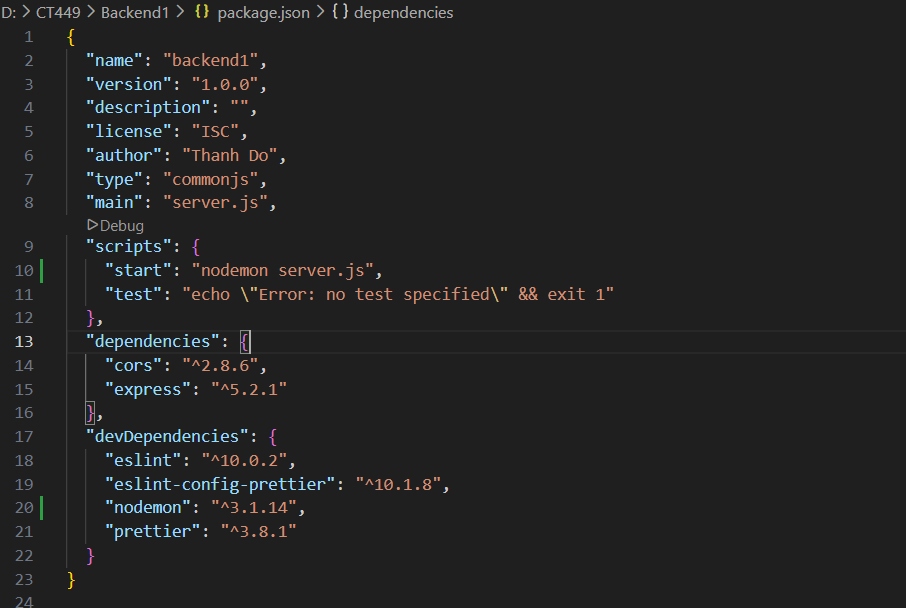 D: > CT449 > Backend1 > {} package.json > {} dependencies
1 {
2 "name": "backend1",
3 "version": "1.0.0",
4 "description": "",
5 "license": "ISC",
6 "author": "Thanh Do",
7 "type": "commonjs",
8 "main": "server.js",
Debug
9 "scripts": {
10 "start": "nodemon server.js",
11 "test": "echo \"Error: no test specified\" && exit 1"
12 },
13 "dependencies": {
14 "cors": "^2.8.6",
15 "express": "^5.2.1"
16 },
17 "devDependencies": {
18 "eslint": "^10.0.2",
19 "eslint-config-prettier": "^10.1.8",
20 "nodemon": "^3.1.14",
21 "prettier": "^3.8.1"
22 }
23 }
24